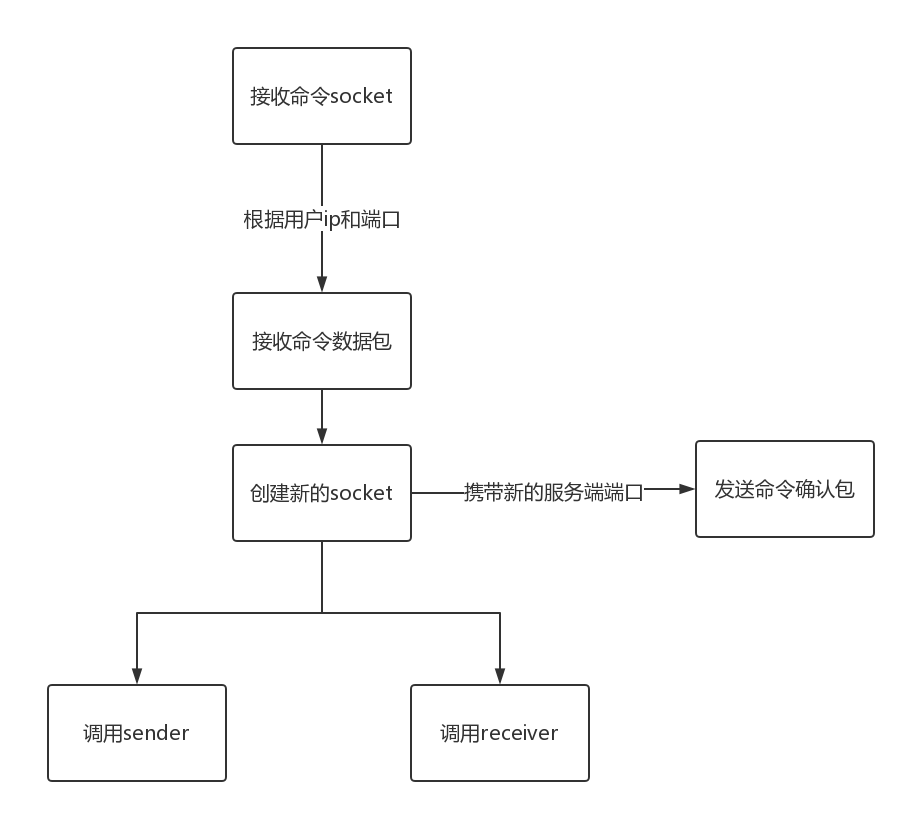 接收命令socket
根据用户ip和端口
接收命令数据包
创建新的socket
携带新的服务端端口
发送命令确认包
调用sender
调用receiver